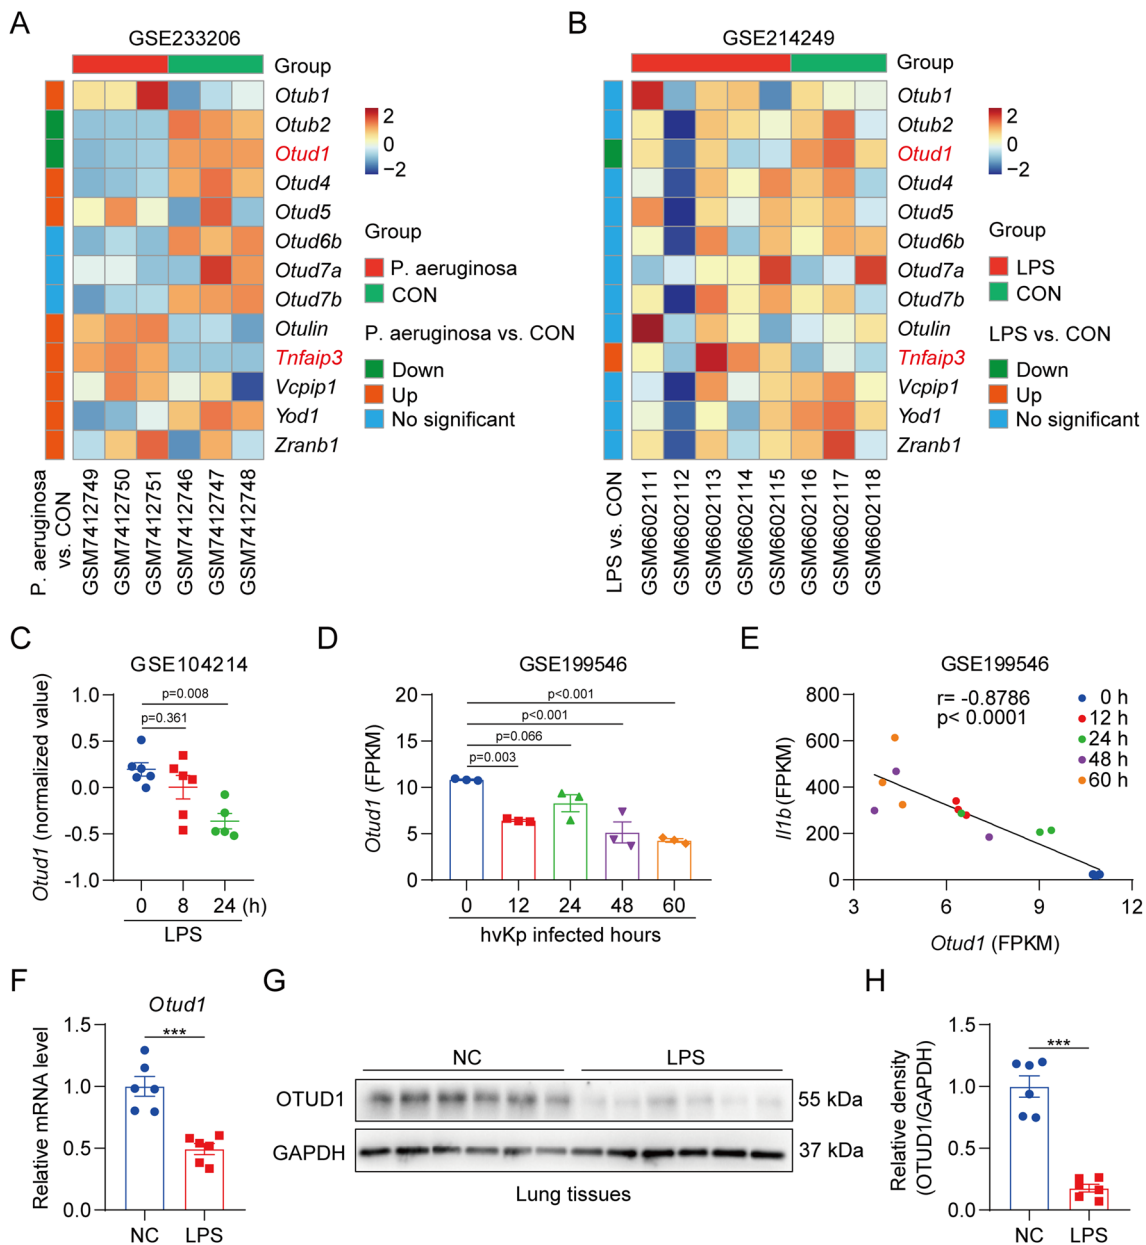 A
GSE233206
Group
Otub1
Otub2
Otud1
Otud4
Otud5
Otud6b
Otud7a
Otud7b
Otulin
Tnfaip3
Vcpip1
Yod1
Zranb1
2
0
−2
Group
P. aeruginosa
CON
P. aeruginosa vs. CON
Down
Up
No significant
P. aeruginosa
vs. CON
GSM7412749
GSM7412750
GSM7412751
GSM7412746
GSM7412747
GSM7412748
B
GSE214249
Group
Otub1
Otub2
Otud1
Otud4
Otud5
Otud6b
Otud7a
Otud7b
Otulin
Tnfaip3
Vcpip1
Yod1
Zranb1
2
0
−2
Group
LPS
CON
LPS vs. CON
Down
Up
No significant
LPS vs. CON
GSM6602111
GSM6602112
GSM6602113
GSM6602114
GSM6602115
GSM6602116
GSM6602117
GSM6602118
C
GSE104214
Otud1 (normalized value)
1.0
0.5
0.0
-0.5
-1.0
p=0.008
p=0.361
0 8 24 (h)
LPS
D
GSE199546
Otud1 (FPKM)
20
15
10
5
0
p<0.001
p<0.001
p=0.066
p=0.003
0 12 24 48 60
hvKp infected hours
E
GSE199546
Il1b (FPKM)
800
600
400
200
0
r= -0.8786
p< 0.0001
0 h
12 h
24 h
48 h
60 h
3 6 9 12
Otud1 (FPKM)
F
Otud1
Relative mRNA level
1.5
1.0
0.5
0.0
***
NC LPS
G
NC LPS
OTUD1 55 kDa
GAPDH 37 kDa
Lung tissues
H
Relative density
(OTUD1/GAPDH)
1.5
1.0
0.5
0.0
***
NC LPS